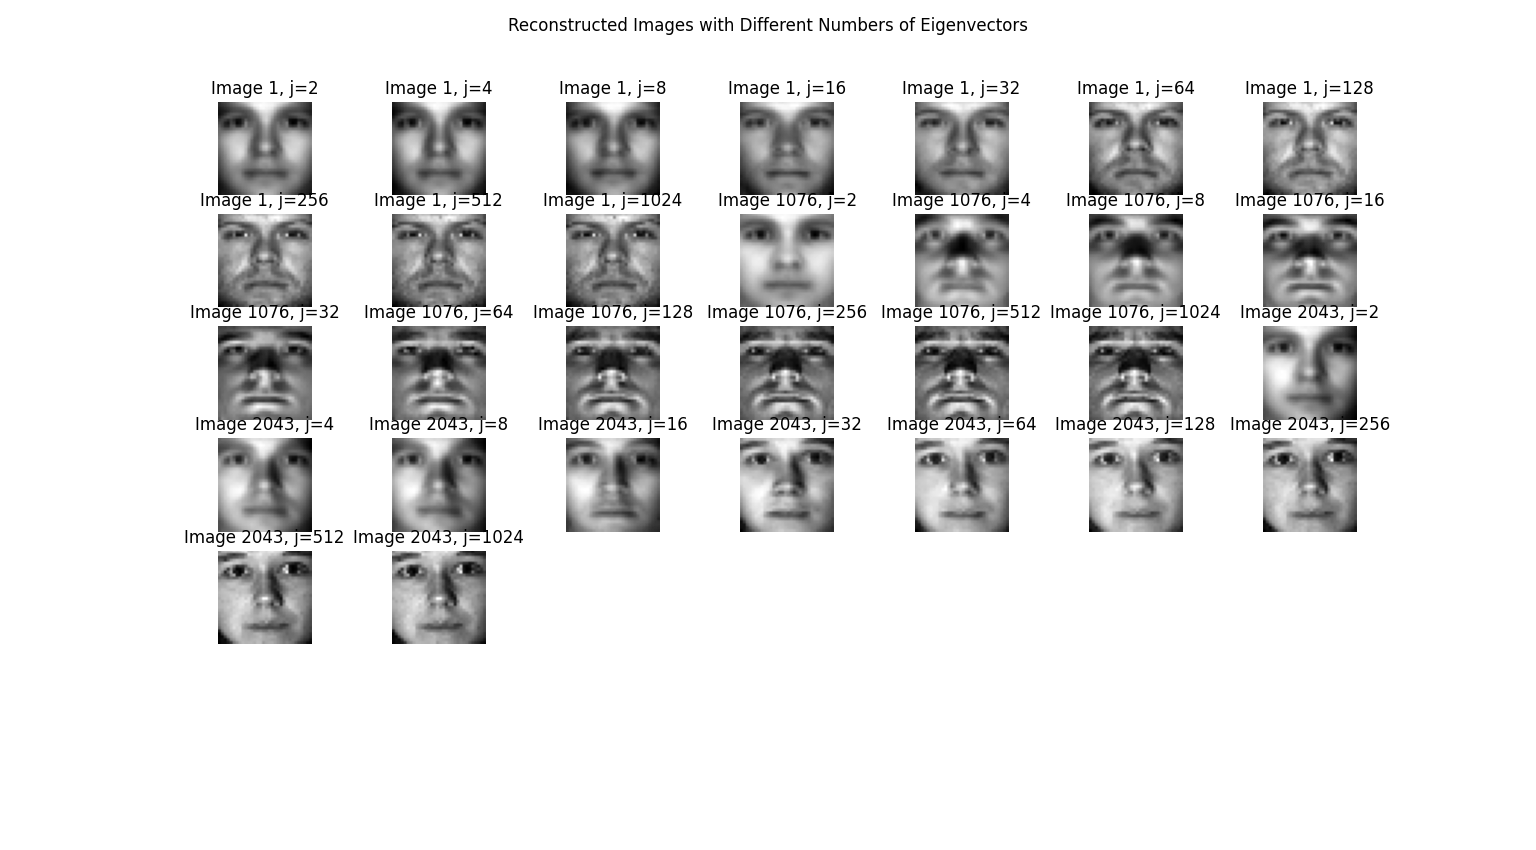 Reconstructed Images with Different Numbers of Eigenvectors
Image 1, j=2
Image 1, j=4
Image 1, j=8
Image 1, j=16
Image 1, j=32
Image 1, j=64
Image 1, j=128
Image 1, j=256
Image 1, j=512
Image 1, j=1024
Image 1076, j=2
Image 1076, j=4
Image 1076, j=8
Image 1076, j=16
Image 1076, j=32
Image 1076, j=64
Image 1076, j=128
Image 1076, j=256
Image 1076, j=512
Image 1076, j=1024
Image 2043, j=2
Image 2043, j=4
Image 2043, j=8
Image 2043, j=16
Image 2043, j=32
Image 2043, j=64
Image 2043, j=128
Image 2043, j=256
Image 2043, j=512
Image 2043, j=1024